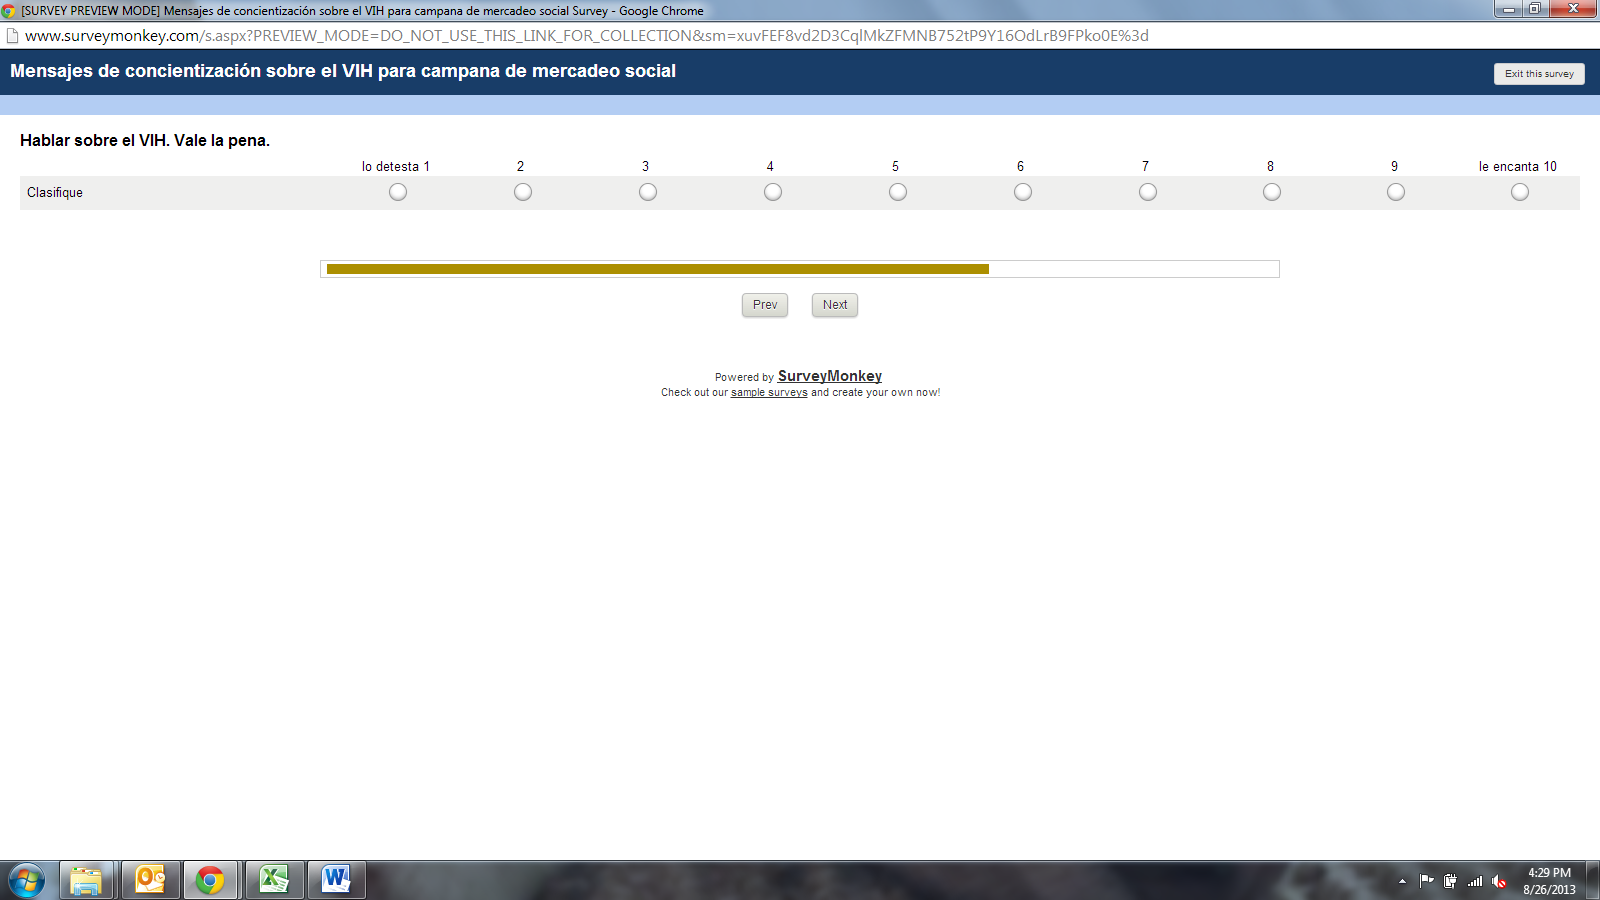 [SURVEY PREVIEW MODE] Mensajes de concientización sobre el VIH para campana de mercadeo social Survey - Google Chrome
www.surveymonkey.com/s.aspx?PREVIEW_MODE=DO_NOT_USE_THIS_LINK_FOR_COLLECTION&sm=xuvFEF8vd2D3CqlMkZFMNB752tP9Y16OdLrB9FPko0E%3d
Mensajes de concientización sobre el VIH para campana de mercadeo social
Exit this survey
Hablar sobre el VIH. Vale la pena.
lo detesta 1 2 3 4 5 6 7 8 9 le encanta 10
Clasifique
Prev Next
Powered by SurveyMonkey
Check out our sample surveys and create your own now!
4:29 PM
8/26/2013